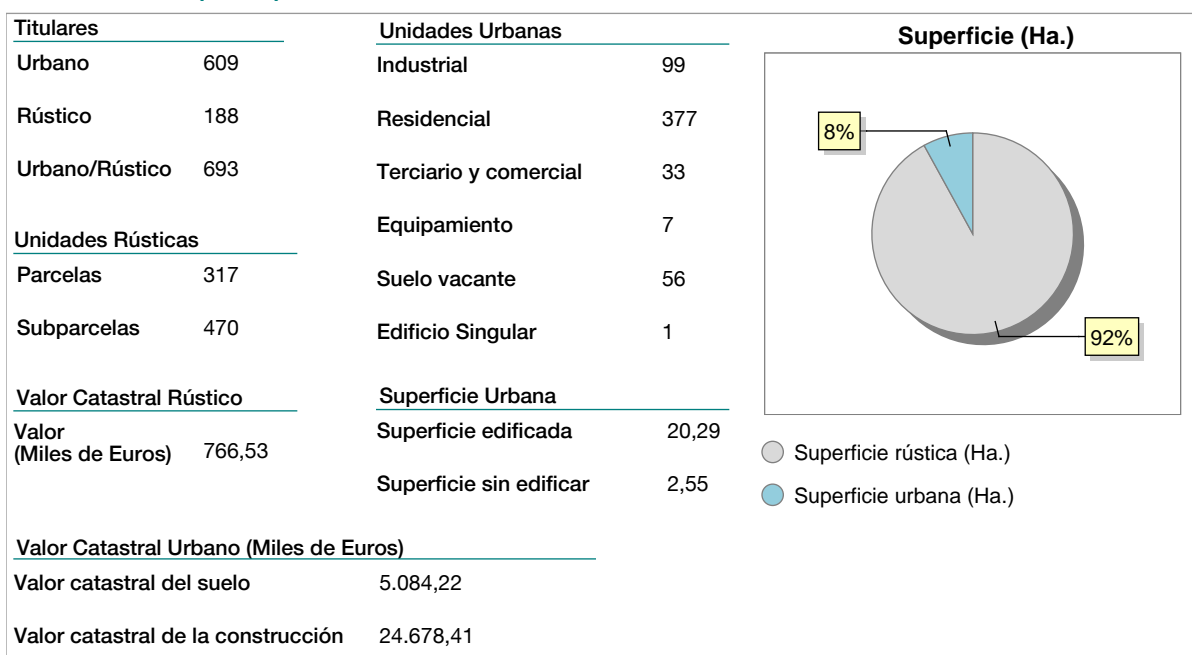 Titulares
Urbano 609
Rústico 188
Urbano/Rústico 693
Unidades Rústicas
Parcelas 317
Subparcelas 470
Valor Catastral Rústico
Valor
(Miles de Euros) 766,53
Unidades Urbanas
Industrial 99
Residencial 377
Terciario y comercial 33
Equipamiento 7
Suelo vacante 56
Edificio Singular 1
Superficie Urbana
Superficie edificada 20,29
Superficie sin edificar 2,55
Valor Catastral Urbano (Miles de Euros)
Valor catastral del suelo 5.084,22
Valor catastral de la construcción 24.678,41
Superficie (Ha.)
8%
92%
Superficie rústica (Ha.)
Superficie urbana (Ha.)